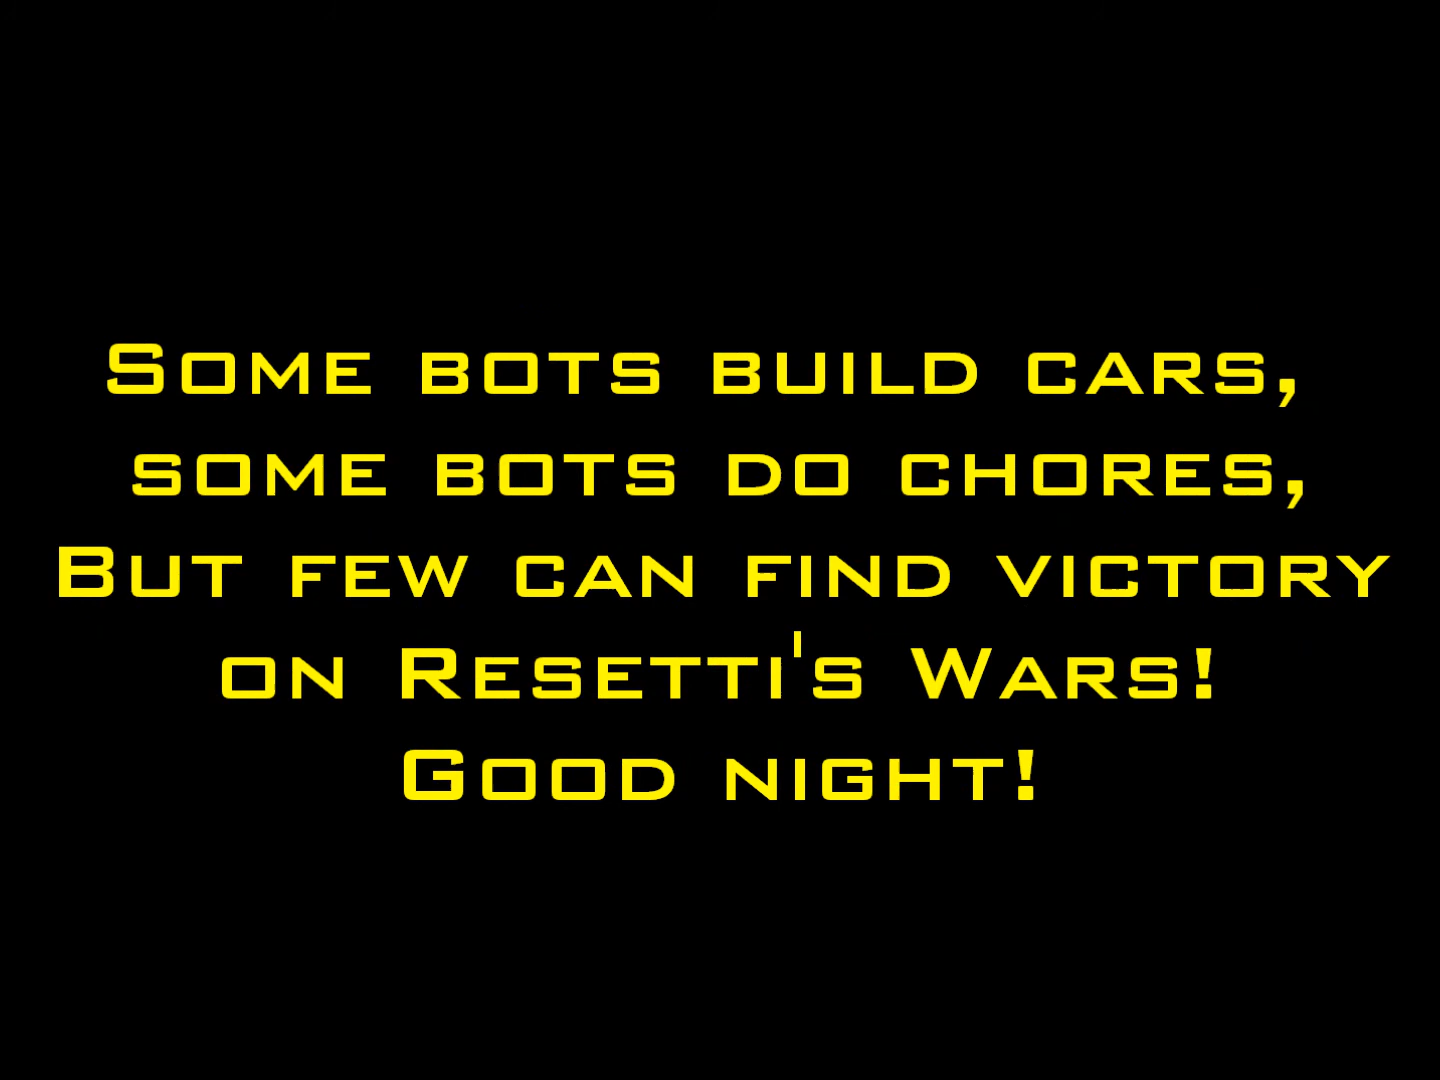 Some bots build cars,
some bots do chores,
But few can find victory
on Resetti's Wars!
Good night!